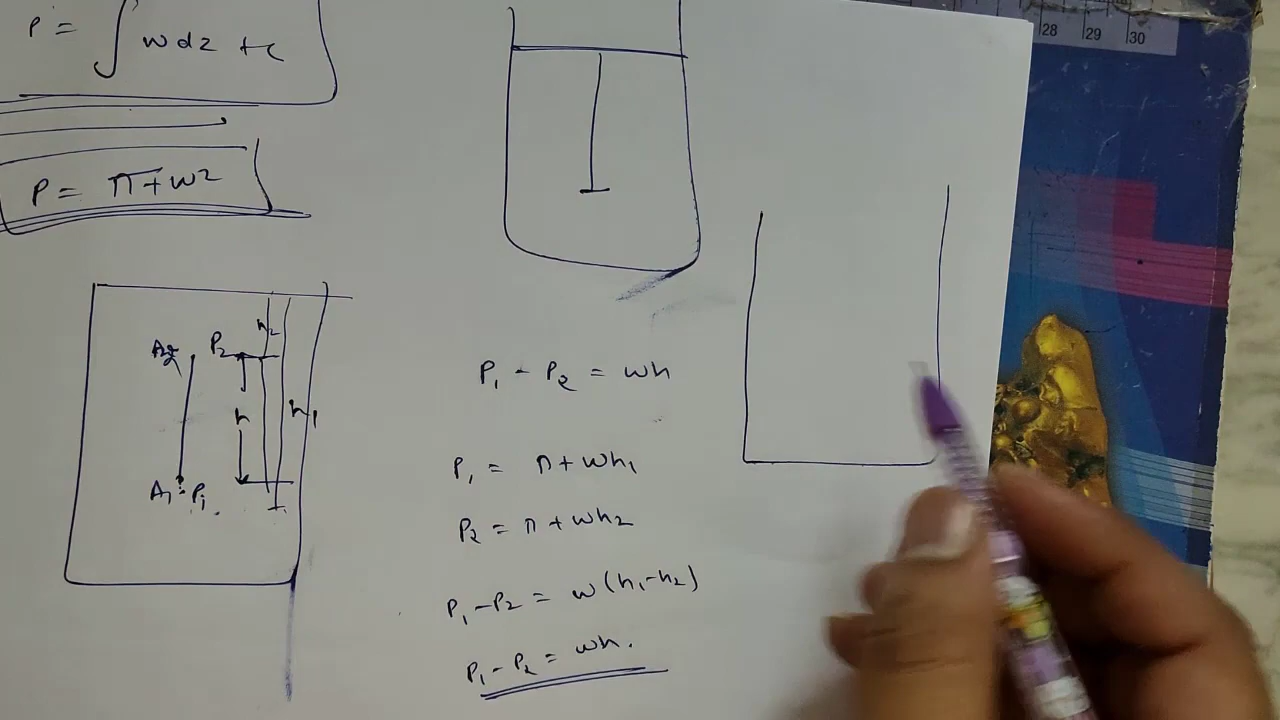 P = ∫ wdz + c
P = π + wz
28 29 30
h₂
A₂ P₂
h h₁
A₁ P₁
P₁ - P₂ = wh
P₁ = π + wh₁
P₂ = π + wh₂
P₁ - P₂ = w(h₁-h₂)
P₁ - P₂ = wh.